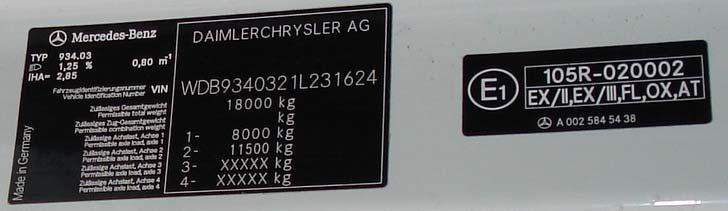 Mercedes-Benz
DAIMLERCHRYSLER AG
TYP 934.03
1,25 % 0,80 m⁻¹
IHA= 2,85
Fahrzeugidentifizierungsnummer
Vehicle Identification Number
VIN WDB9340321L231624
Zulässiges Gesamtgewicht
Permissible total weight
18000 kg
Zulässiges Zug-Gesamtgewicht
Permissible combination weight
kg
Zulässige Achslast, Achse 1
Permissible axle load, axle 1
1- 8000 kg
Zulässige Achslast, Achse 2
Permissible axle load, axle 2
2- 11500 kg
Zulässige Achslast, Achse 3
Permissible axle load, axle 3
3- XXXXX kg
Zulässige Achslast, Achse 4
Permissible axle load, axle 4
4- XXXXX kg
Made in Germany
E1
105R-020002
EX/II,EX/III,FL,OX,AT
A 002 584 54 38